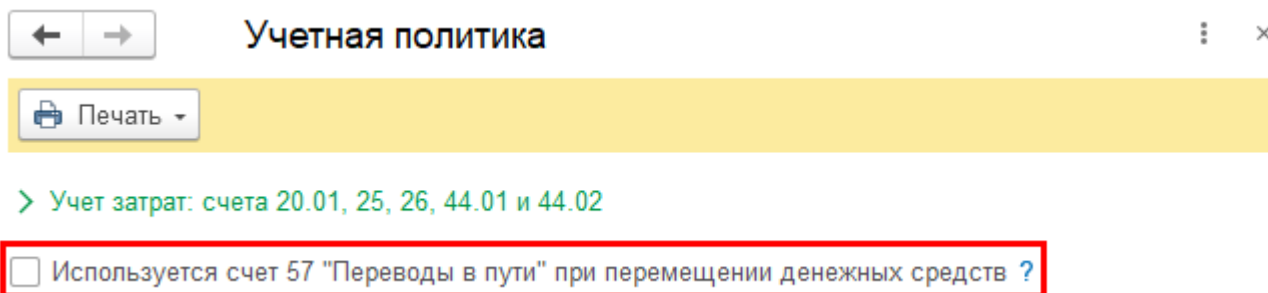 Учетная политика
Печать
Учет затрат: счета 20.01, 25, 26, 44.01 и 44.02
Используется счет 57 "Переводы в пути" при перемещении денежных средств ?